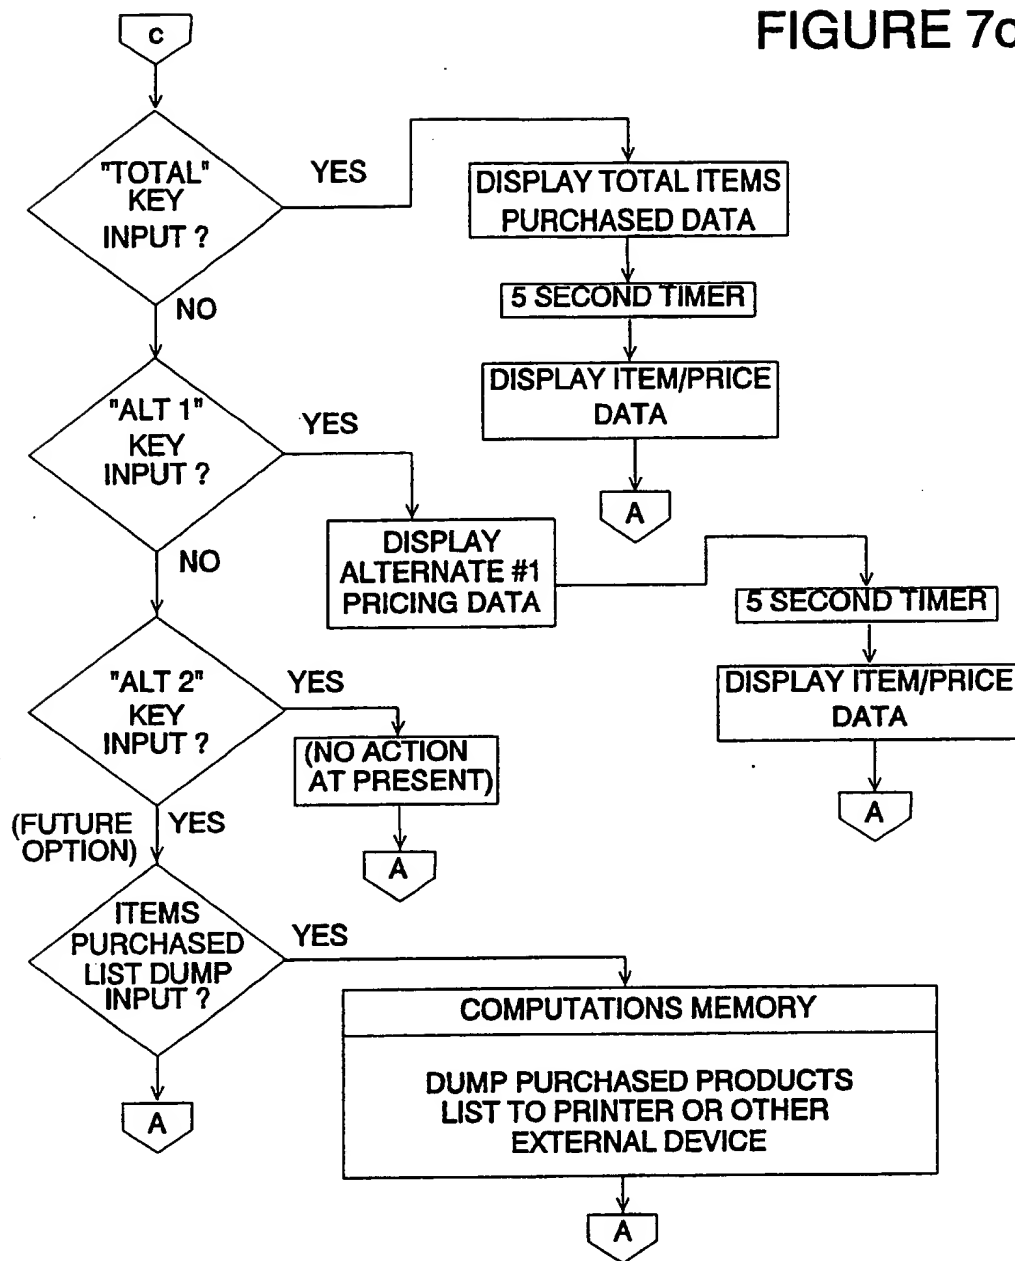 FIGURE 7c
c
"TOTAL"
KEY
INPUT ?
YES
DISPLAY TOTAL ITEMS
PURCHASED DATA
5 SECOND TIMER
DISPLAY ITEM/PRICE
DATA
A
NO
"ALT 1"
KEY
INPUT ?
YES
DISPLAY
ALTERNATE #1
PRICING DATA
5 SECOND TIMER
DISPLAY ITEM/PRICE
DATA
A
NO
"ALT 2"
KEY
INPUT ?
YES
(NO ACTION
AT PRESENT)
A
(FUTURE
OPTION)
YES
ITEMS
PURCHASED
LIST DUMP
INPUT ?
YES
COMPUTATIONS MEMORY
DUMP PURCHASED PRODUCTS
LIST TO PRINTER OR OTHER
EXTERNAL DEVICE
A
A